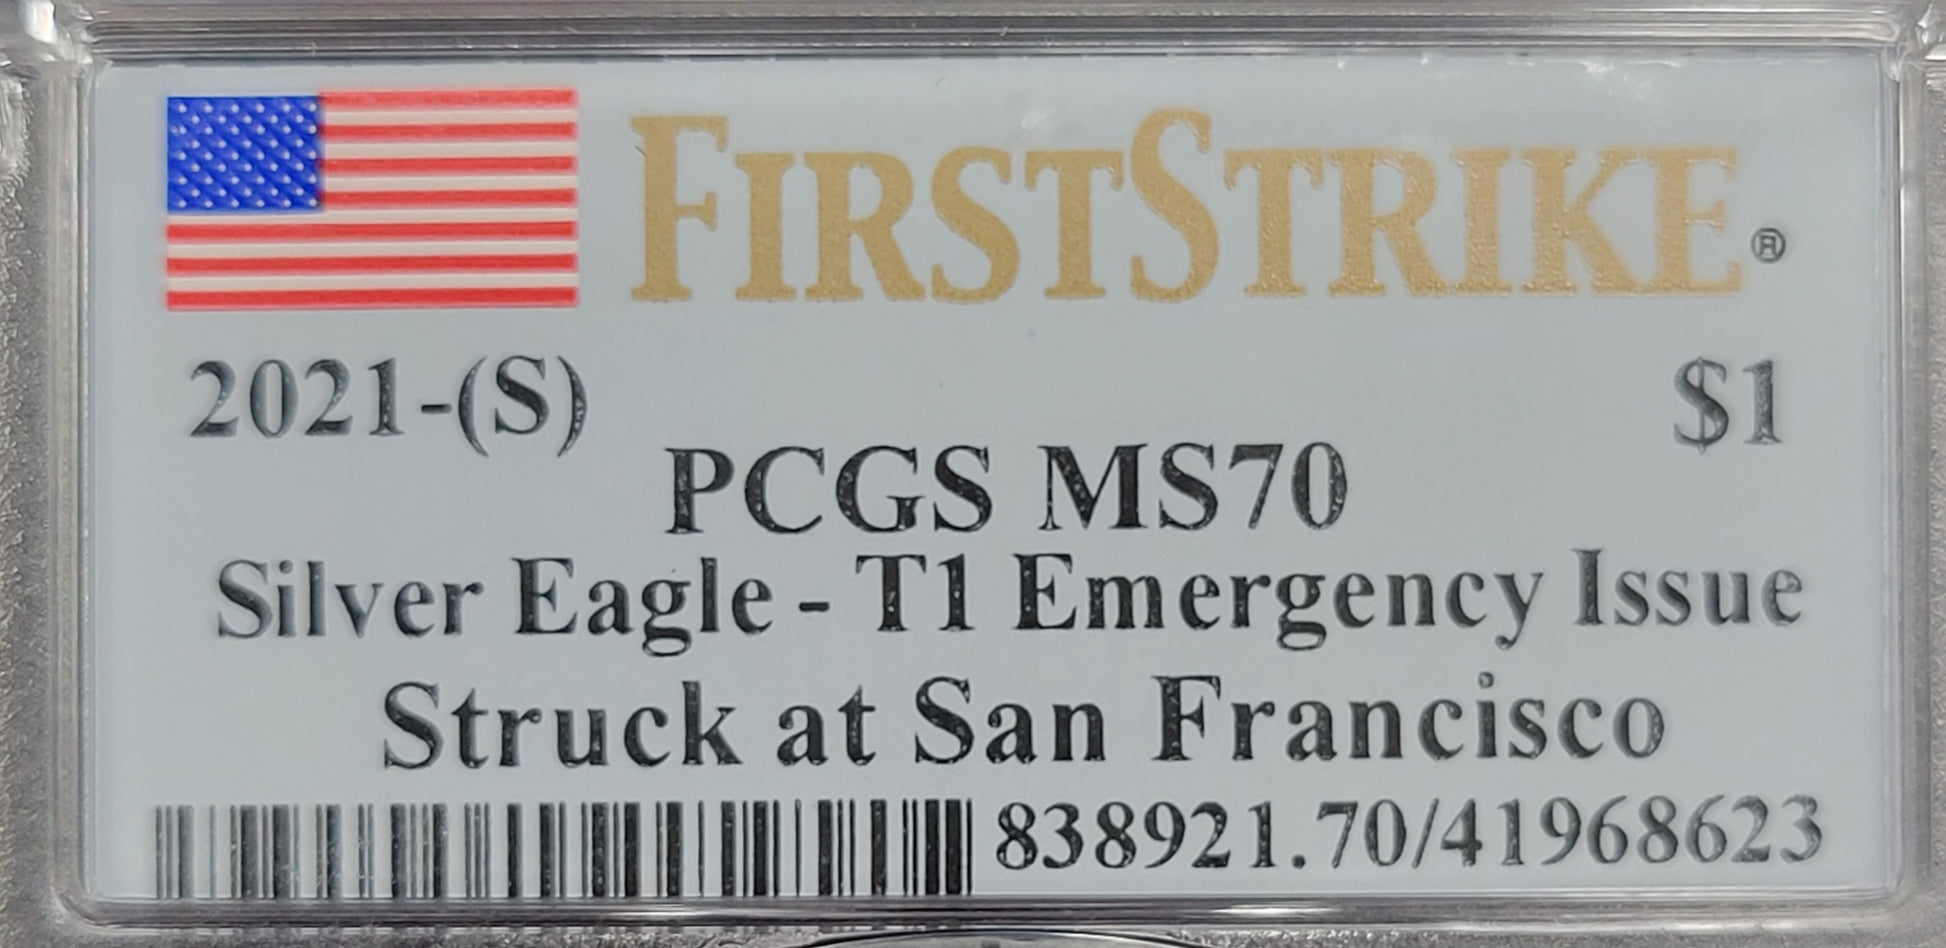 FIRSTSTRIKE®
2021-(S) $1
PCGS MS70
Silver Eagle - T1 Emergency Issue
Struck at San Francisco
838921.70/41968623